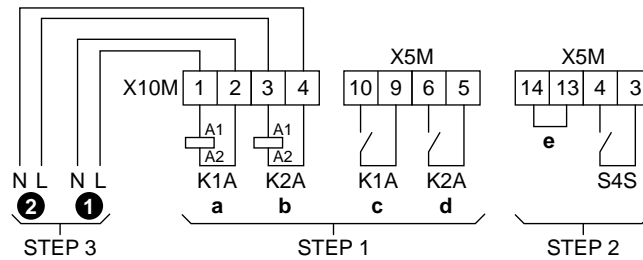 X5M X5M
X10M 1 2 3 4 10 9 6 5 14 13 4 3
A1 A1
A2 A2
e
N L N L K1A K2A K1A K2A S4S
2 1 a b c d
STEP 3 STEP 1 STEP 2